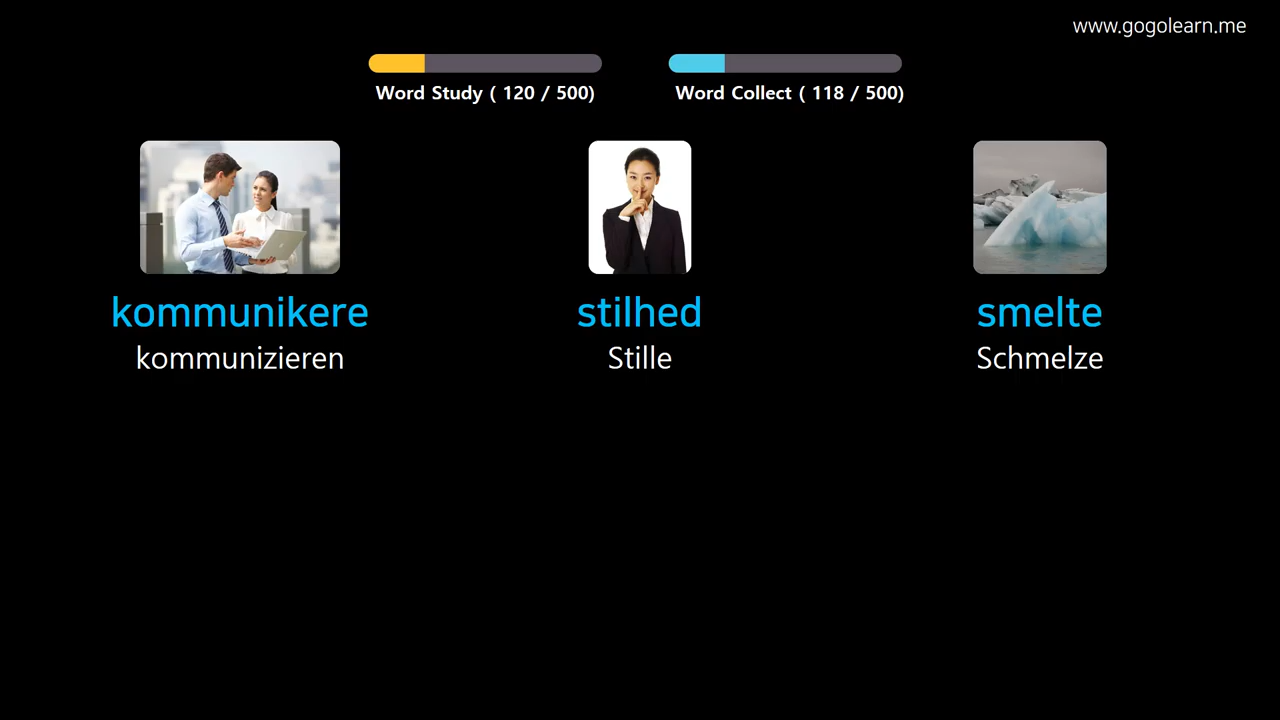 www.gogolearn.me
Word Study ( 120 / 500)
Word Collect ( 118 / 500)
kommunikere
stilhed
smelte
kommunizieren
Stille
Schmelze